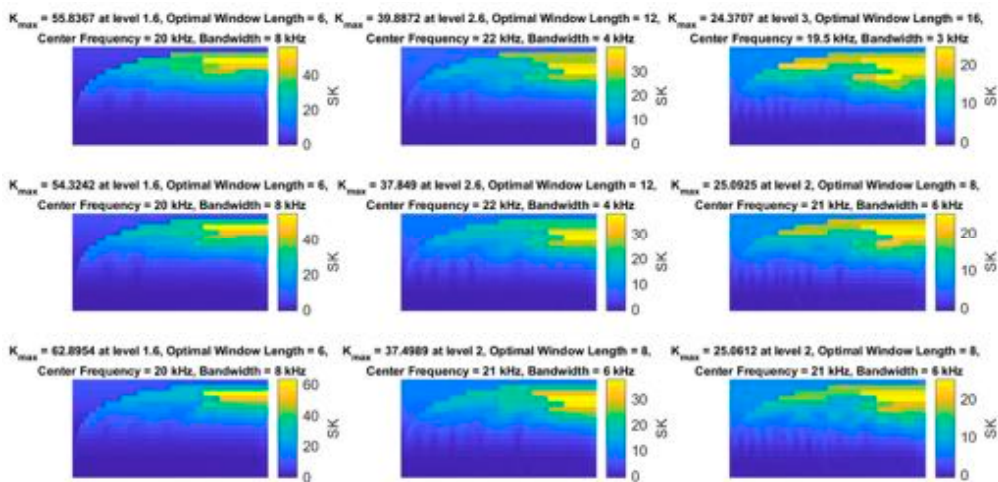 K_max = 55.8367 at level 1.6, Optimal Window Length = 6,
Center Frequency = 20 kHz, Bandwidth = 8 kHz
40
20
0
SK
K_max = 39.8872 at level 2.6, Optimal Window Length = 12,
Center Frequency = 22 kHz, Bandwidth = 4 kHz
30
20
10
0
SK
K_max = 24.3707 at level 3, Optimal Window Length = 16,
Center Frequency = 19.5 kHz, Bandwidth = 3 kHz
20
10
0
SK
K_max = 54.3242 at level 1.6, Optimal Window Length = 6,
Center Frequency = 20 kHz, Bandwidth = 8 kHz
40
20
0
SK
K_max = 37.849 at level 2.6, Optimal Window Length = 12,
Center Frequency = 22 kHz, Bandwidth = 4 kHz
30
20
10
0
SK
K_max = 25.0925 at level 2, Optimal Window Length = 8,
Center Frequency = 21 kHz, Bandwidth = 6 kHz
20
10
0
SK
K_max = 62.8954 at level 1.6, Optimal Window Length = 6,
Center Frequency = 20 kHz, Bandwidth = 8 kHz
60
40
20
0
SK
K_max = 37.4989 at level 2, Optimal Window Length = 8,
Center Frequency = 21 kHz, Bandwidth = 6 kHz
30
20
10
0
SK
K_max = 25.0612 at level 2, Optimal Window Length = 8,
Center Frequency = 21 kHz, Bandwidth = 6 kHz
20
10
0
SK